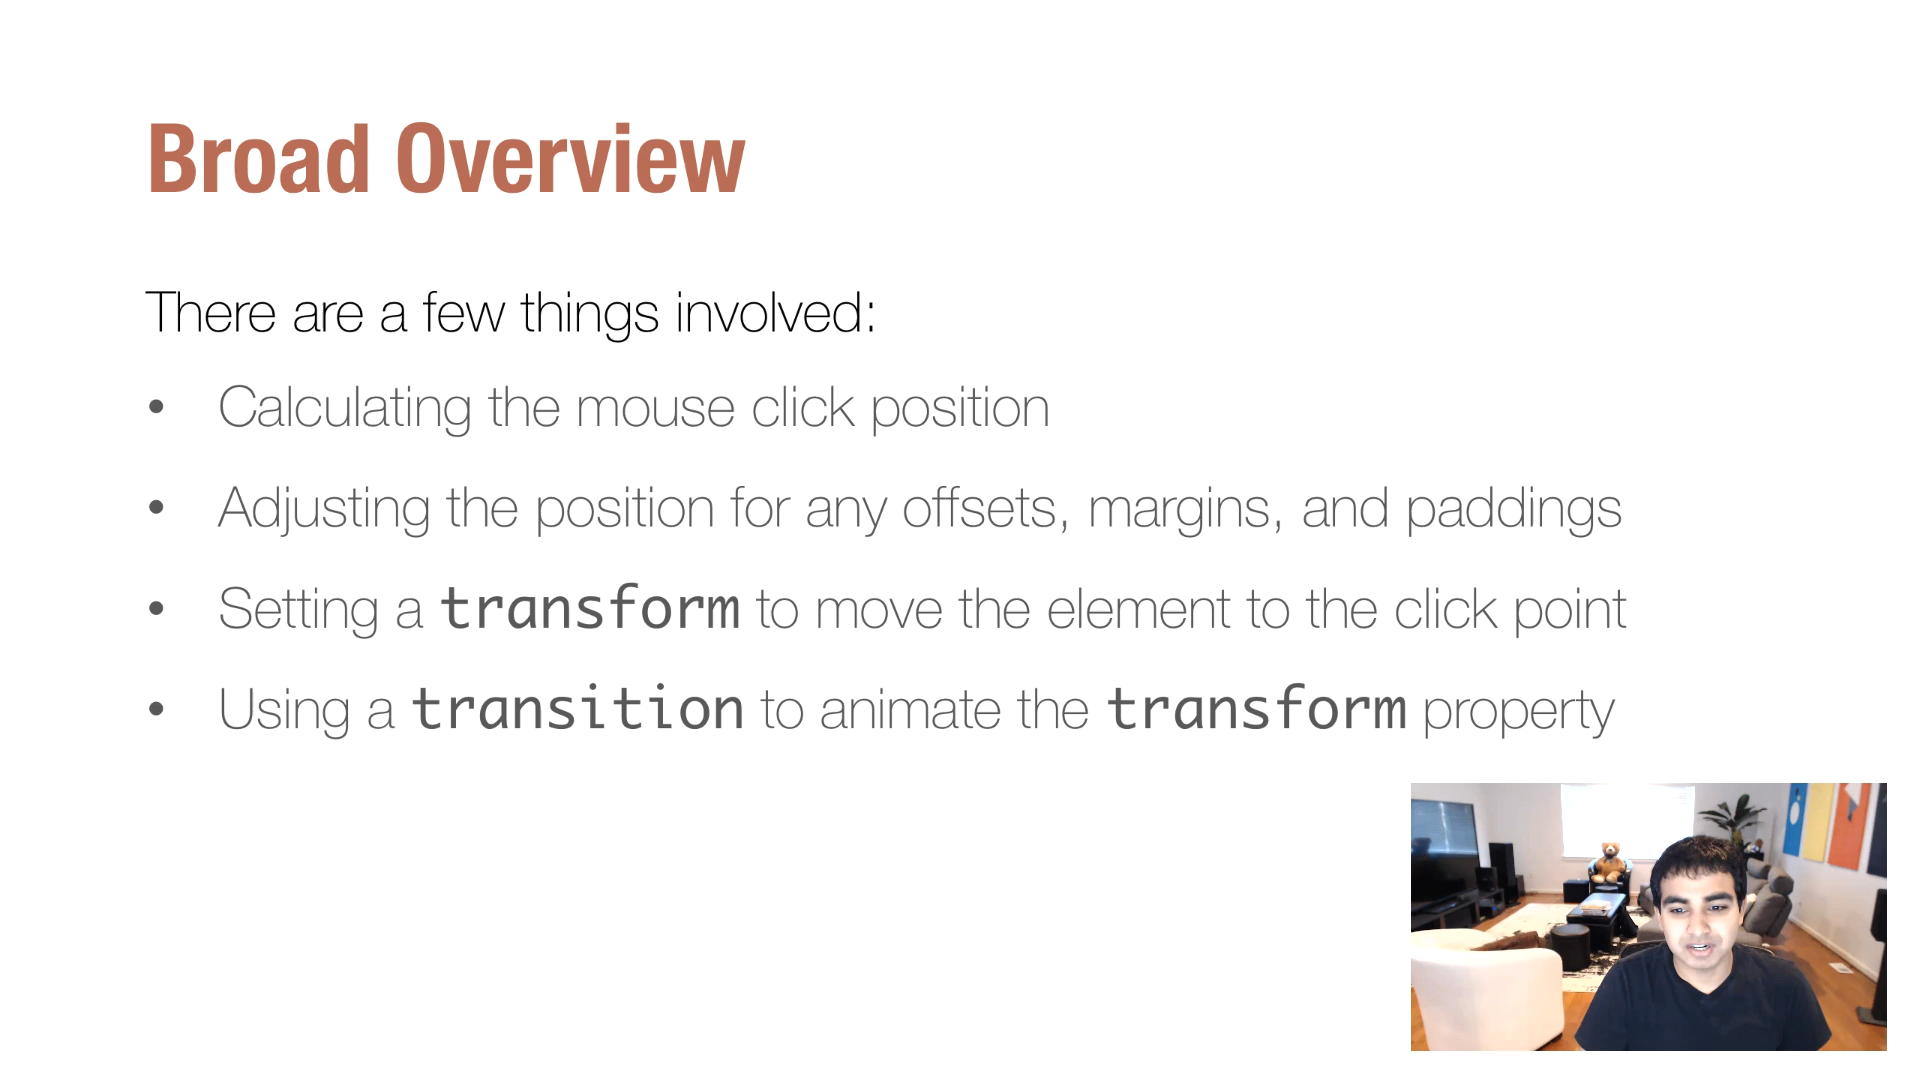 Broad Overview
There are a few things involved:
• Calculating the mouse click position
• Adjusting the position for any offsets, margins, and paddings
• Setting a transform to move the element to the click point
• Using a transition to animate the transform property